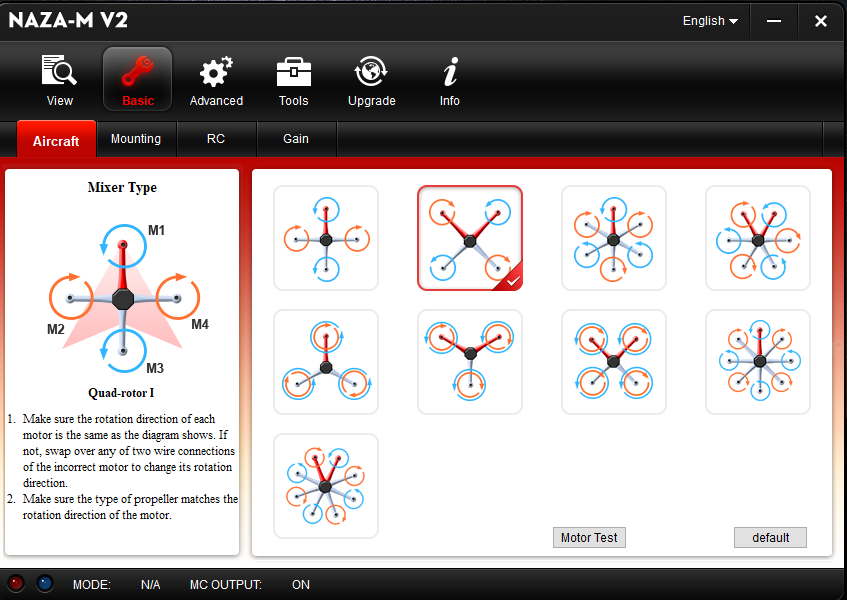 NAZA-M V2
English
View
Basic
Advanced
Tools
Upgrade
Info
Aircraft
Mounting
RC
Gain
Mixer Type
M1
M2
M4
M3
Quad-rotor I
1. Make sure the rotation direction of each
motor is the same as the diagram shows. If
not, swap over any of two wire connections
of the incorrect motor to change its rotation
direction.
2. Make sure the type of propeller matches the
rotation direction of the motor.
Motor Test
default
MODE: N/A MC OUTPUT: ON